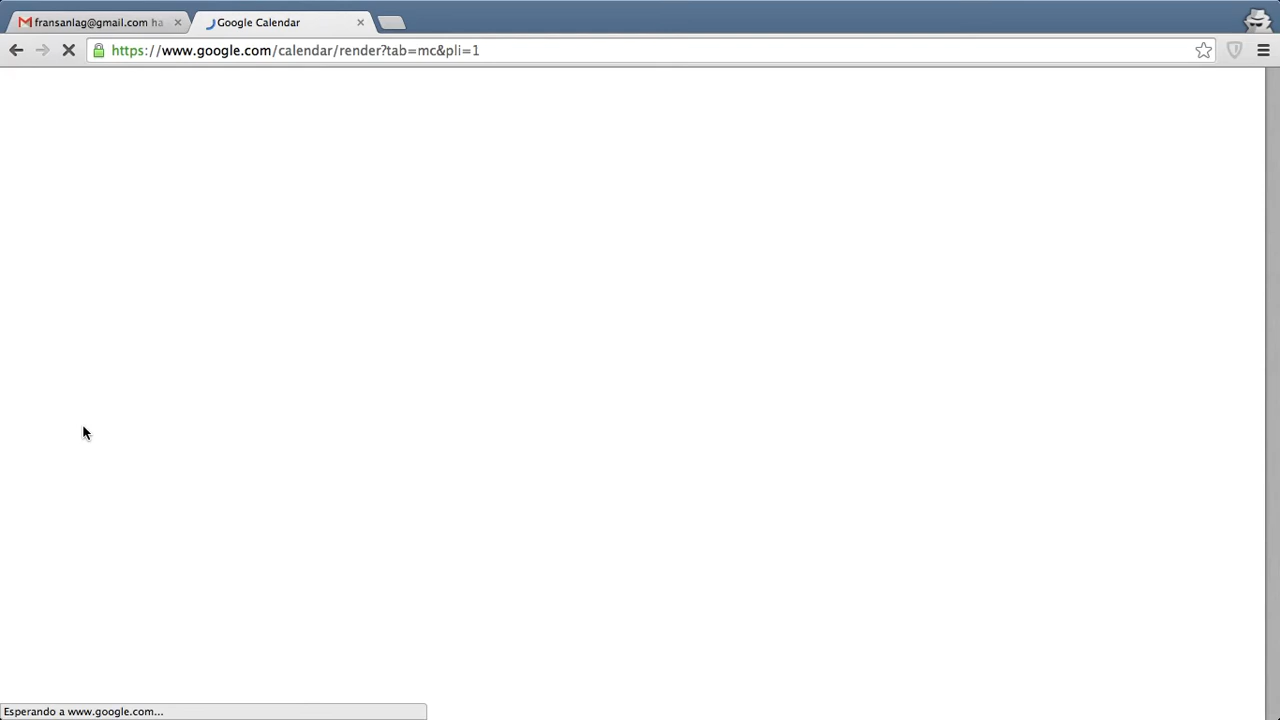 fransanlag@gmail.com ha
Google Calendar
https://www.google.com/calendar/render?tab=mc&pli=1
Esperando a www.google.com...